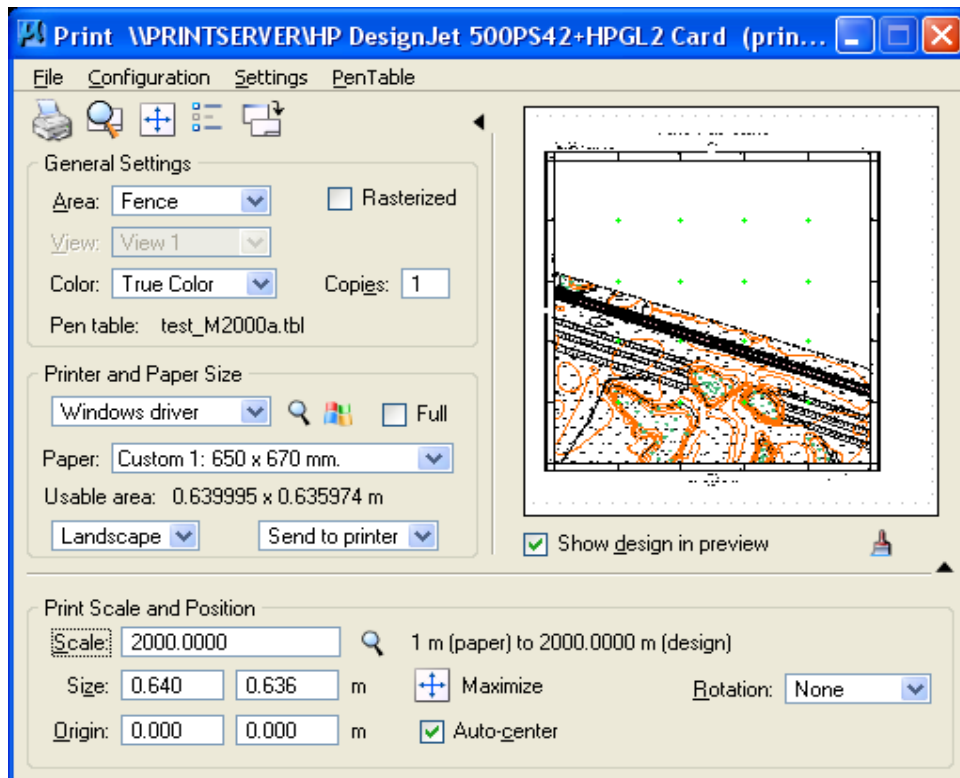 Print \\PRINTSERVER\HP DesignJet 500PS42+HPGL2 Card (prin...
File Configuration Settings PenTable
General Settings
Area: Fence
Rasterized
View: View 1
Color: True Color
Copies: 1
Pen table: test_M2000a.tbl
Printer and Paper Size
Windows driver
Full
Paper: Custom 1: 650 x 670 mm.
Usable area: 0.639995 x 0.635974 m
Landscape
Send to printer
Show design in preview
Print Scale and Position
Scale: 2000.0000
1 m (paper) to 2000.0000 m (design)
Size: 0.640 0.636 m
Maximize
Rotation: None
Origin: 0.000 0.000 m
Auto-center